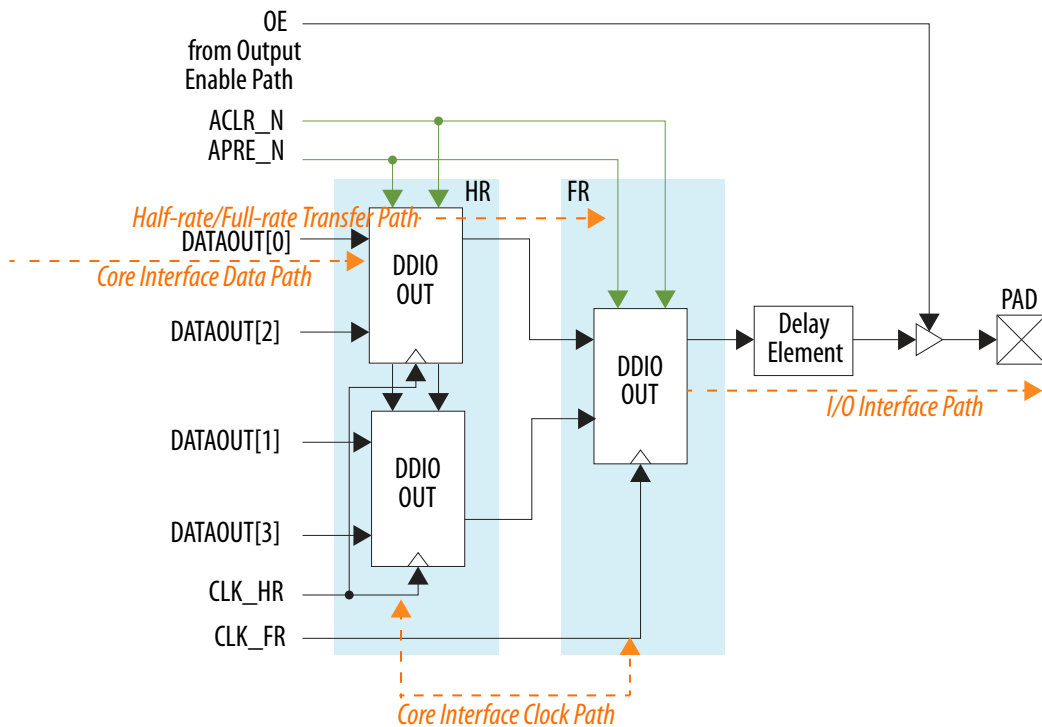 OE
from Output
Enable Path
ACLR_N
APRE_N
HR
FR
Half-rate/Full-rate Transfer Path
DATAOUT[0]
Core Interface Data Path
DDIO
OUT
DATAOUT[2]
PAD
Delay
Element
DDIO
OUT
I/O Interface Path
DATAOUT[1]
DDIO
OUT
DATAOUT[3]
CLK_HR
CLK_FR
Core Interface Clock Path